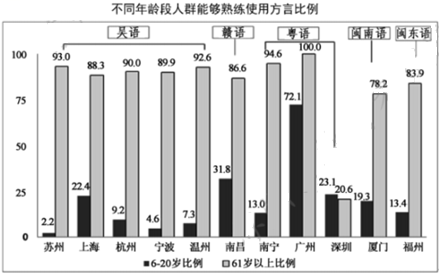 不同年龄段人群能够熟练使用方言比例
吴语 赣语 粤语 闽南语 闽东语
100
75
50
25
0
93.0 88.3 90.0 89.9 92.6 86.6 94.6 100.0 20.6 78.2 83.9
2.2 22.4 9.2 4.6 7.3 31.8 13.0 72.1 23.1 19.3 13.4
苏州 上海 杭州 宁波 温州 南昌 南宁 广州 深圳 厦门 福州
6-20岁比例 61岁以上比例